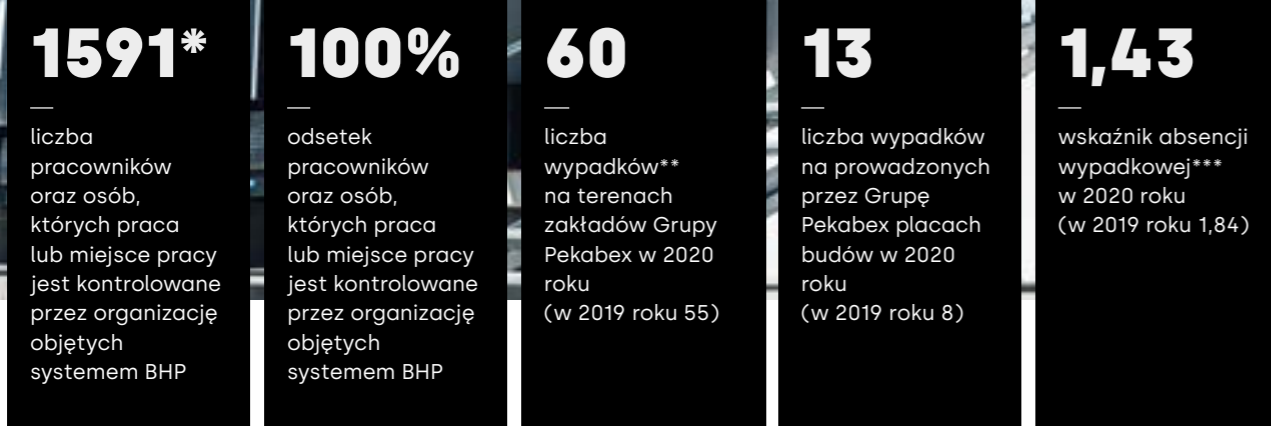 1591*
liczba
pracowników
oraz osób,
których praca
lub miejsce pracy
jest kontrolowane
przez organizację
objętych
systemem BHP
100%
odsetek
pracowników
oraz osób,
których praca
lub miejsce pracy
jest kontrolowane
przez organizację
objętych
systemem BHP
60
liczba
wypadków**
na terenach
zakładów Grupy
Pekabex w 2020
roku
(w 2019 roku 55)
13
liczba wypadków
na prowadzonych
przez Grupę
Pekabex placach
budów w 2020
roku
(w 2019 roku 8)
1,43
wskaźnik absencji
wypadkowej***
w 2020 roku
(w 2019 roku 1,84)